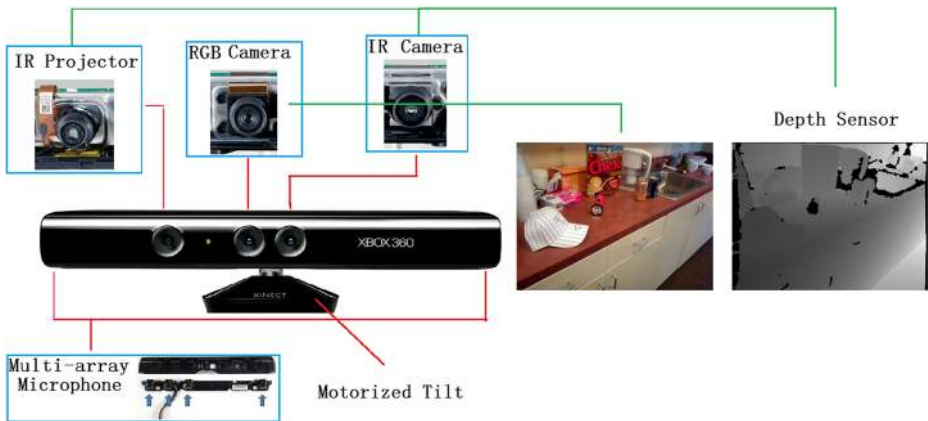 IR Projector
RGB Camera
IR Camera
Depth Sensor
XBOX 360
KINECT
Multi-array
Microphone
Motorized Tilt